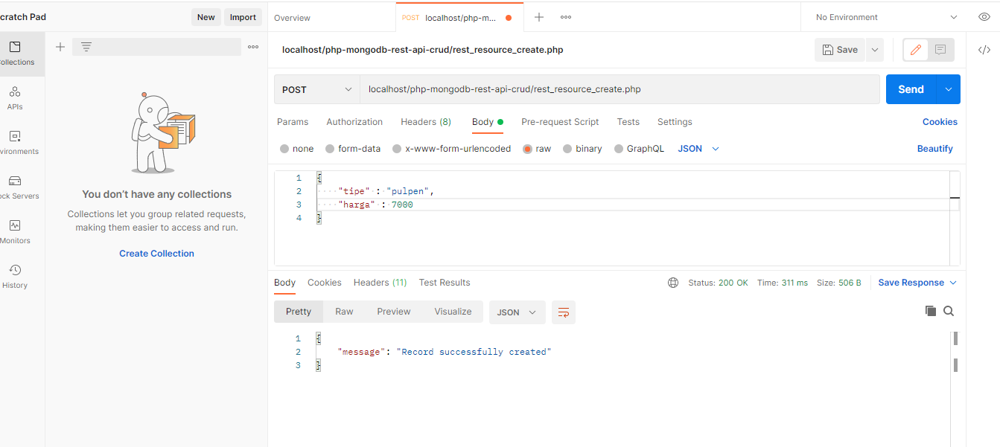 cratch Pad
New
Import
Overview
POST localhost/php-m...
No Environment
ollections
APIs
vironments
ock Servers
Monitors
History
You don't have any collections
Collections let you group related requests,
making them easier to access and run.
Create Collection
localhost/php-mongodb-rest-api-crud/rest_resource_create.php
Save
POST
localhost/php-mongodb-rest-api-crud/rest_resource_create.php
Send
Params Authorization Headers (8) Body Pre-request Script Tests Settings Cookies
none form-data x-www-form-urlencoded raw binary GraphQL JSON Beautify
1 {
2 "tipe" : "pulpen",
3 "harga" : 7000
4 }
Body Cookies Headers (11) Test Results Status: 200 OK Time: 311 ms Size: 506 B Save Response
Pretty Raw Preview Visualize JSON
1 {
2 "message": "Record successfully created"
3 }